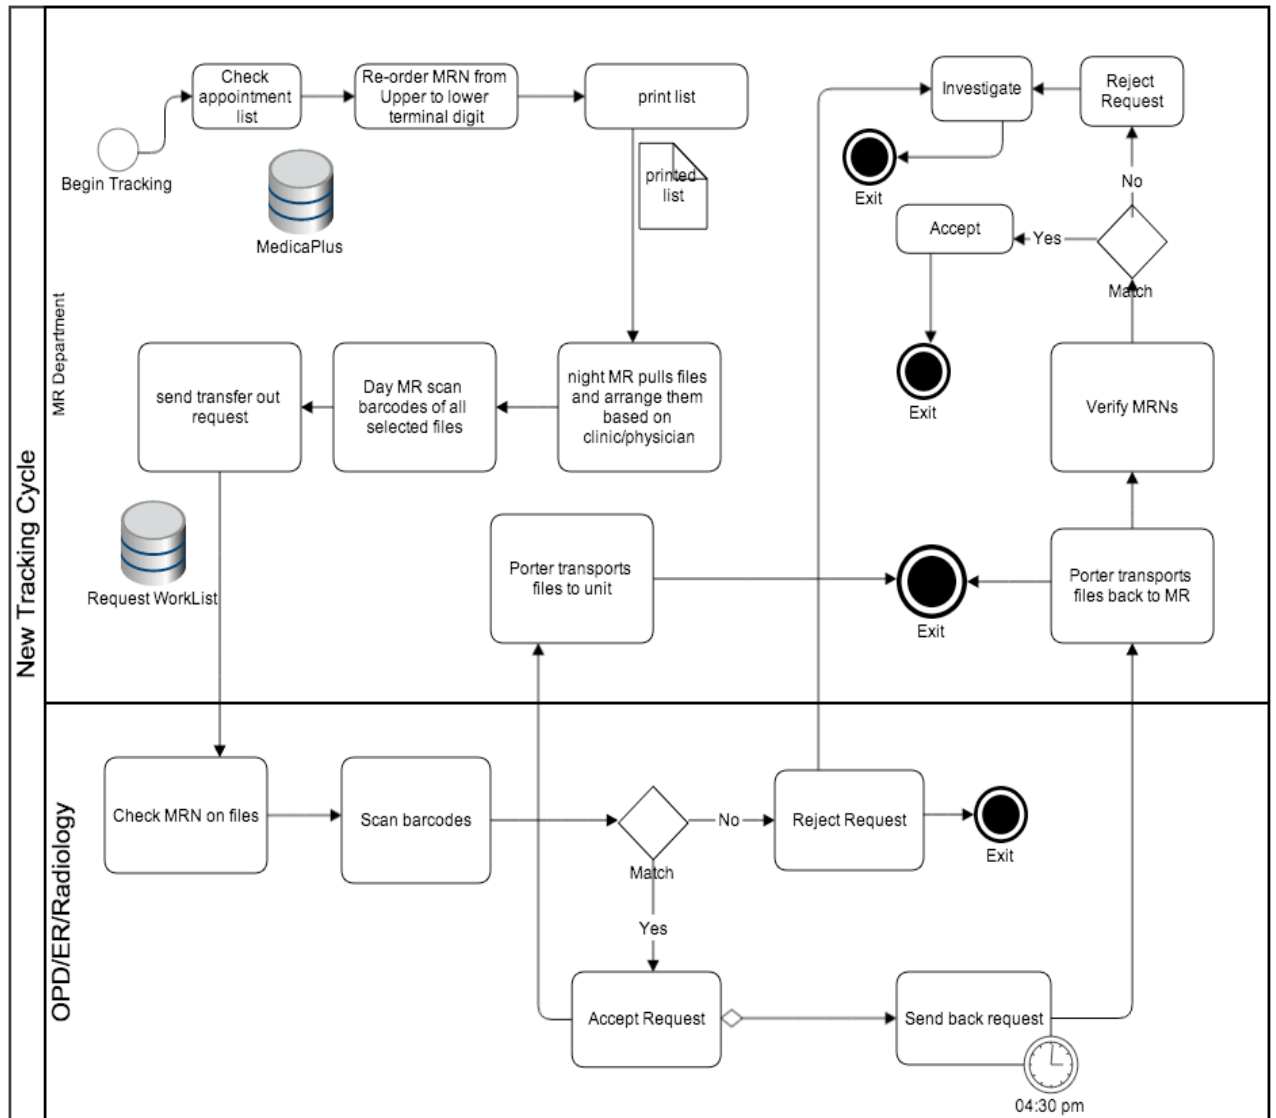 New Tracking Cycle
MR Department
Begin Tracking
Check
appointment
list
Re-order MRN from
Upper to lower
terminal digit
print list
MedicaPlus
printed
list
Investigate
Reject
Request
Exit
No
Accept
Yes
Match
Exit
send transfer out
request
Day MR scan
barcodes of all
selected files
night MR pulls files
and arrange them
based on
clinic/physician
Verify MRNs
Request WorkList
Porter transports
files to unit
Exit
Porter transports
files back to MR
OPD/ER/Radiology
Check MRN on files
Scan barcodes
Match
No
Reject Request
Exit
Yes
Accept Request
Send back request
04:30 pm